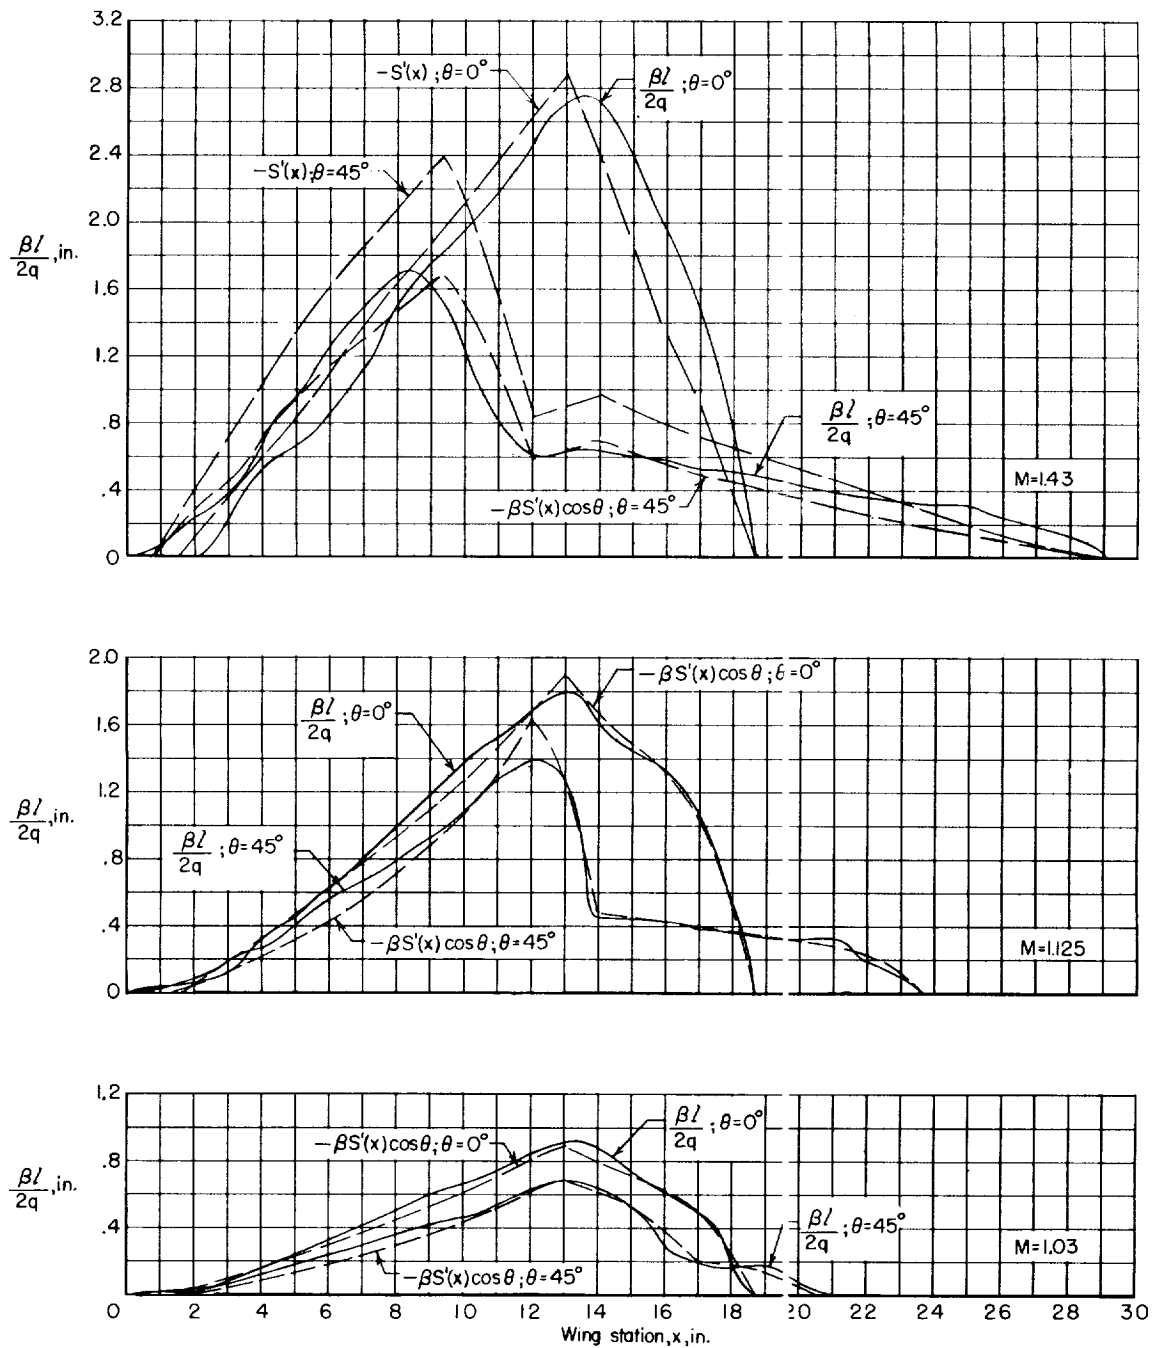 3.2
2.8
2.4
2.0
1.6
1.2
.8
.4
0
βl/2q, in.
-S'(x) ; θ=0°
βl/2q ; θ=0°
-S'(x); θ=45°
βl/2q ; θ=45°
-βS'(x)cosθ; θ=45°
M=1.43
2.0
1.6
1.2
.8
.4
0
βl/2q, in.
-βS'(x)cosθ; θ=0°
βl/2q ; θ=0°
βl/2q ; θ=45°
-βS'(x)cosθ; θ=45°
M=1.125
1.2
.8
.4
0
βl/2q, in.
-βS'(x)cosθ; θ=0°
βl/2q ; θ=0°
βl/2q ; θ=45°
-βS'(x)cosθ; θ=45°
M=1.03
0 2 4 6 8 10 12 14 16 18 20 22 24 26 28 30
Wing station, x, in.